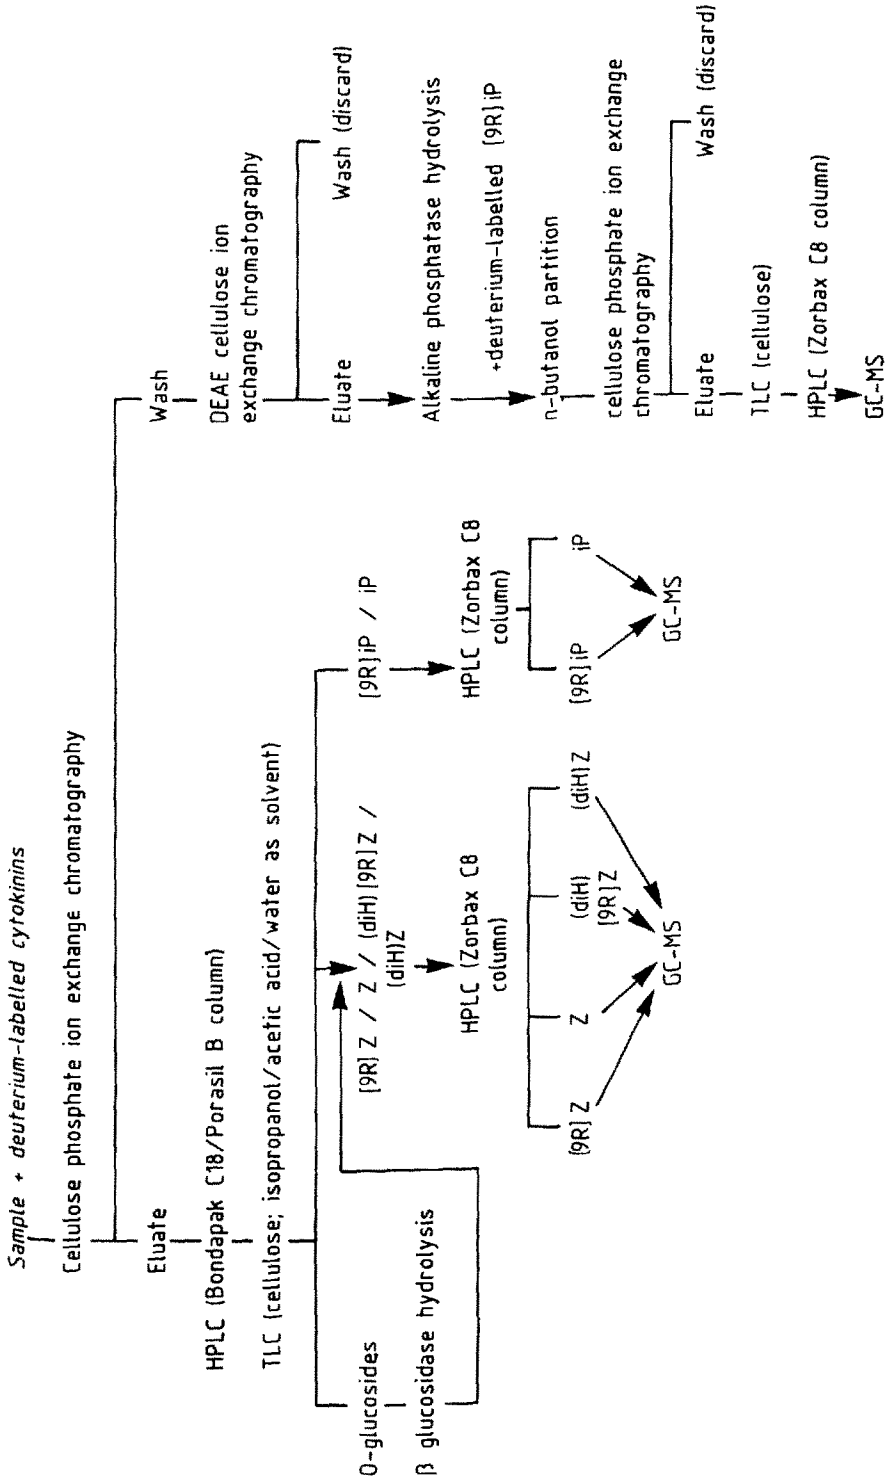 Sample + deuterium-labelled cytokinins
Cellulose phosphate ion exchange chromatography
Eluate
HPLC (Bondapak C18/Porasil B column)
TLC (cellulose; isopropanol/acetic acid/water as solvent)
O-glucosides
β glucosidase hydrolysis
[9R] Z / Z / (diH)[9R]Z /
(diH)Z
HPLC (Zorbax C8
column)
[9R]Z
Z
(diH)
[9R]Z
(diH)Z
GC-MS
[9R]iP / iP
HPLC (Zorbax C8
column)
[9R]iP
iP
GC-MS
Wash
DEAE cellulose ion
exchange chromatography
Eluate
Wash (discard)
Alkaline phosphatase hydrolysis
+deuterium-labelled [9R]iP
n-butanol partition
cellulose phosphate ion exchange
chromatography
Eluate
Wash (discard)
TLC (cellulose)
HPLC (Zorbax C8 column)
GC-MS